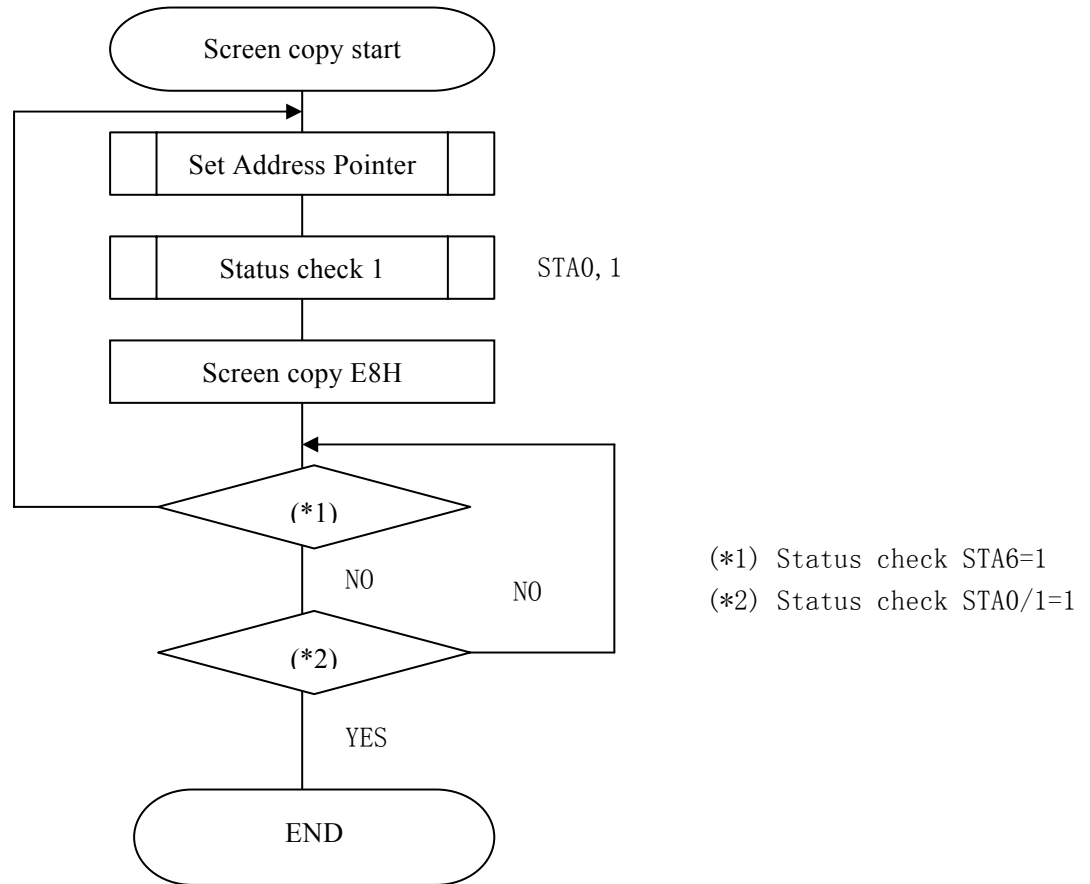 Screen copy start
Set Address Pointer
Status check 1
STA0, 1
Screen copy E8H
(*1)
NO
NO
(*1) Status check STA6=1
(*2) Status check STA0/1=1
(*2)
YES
END